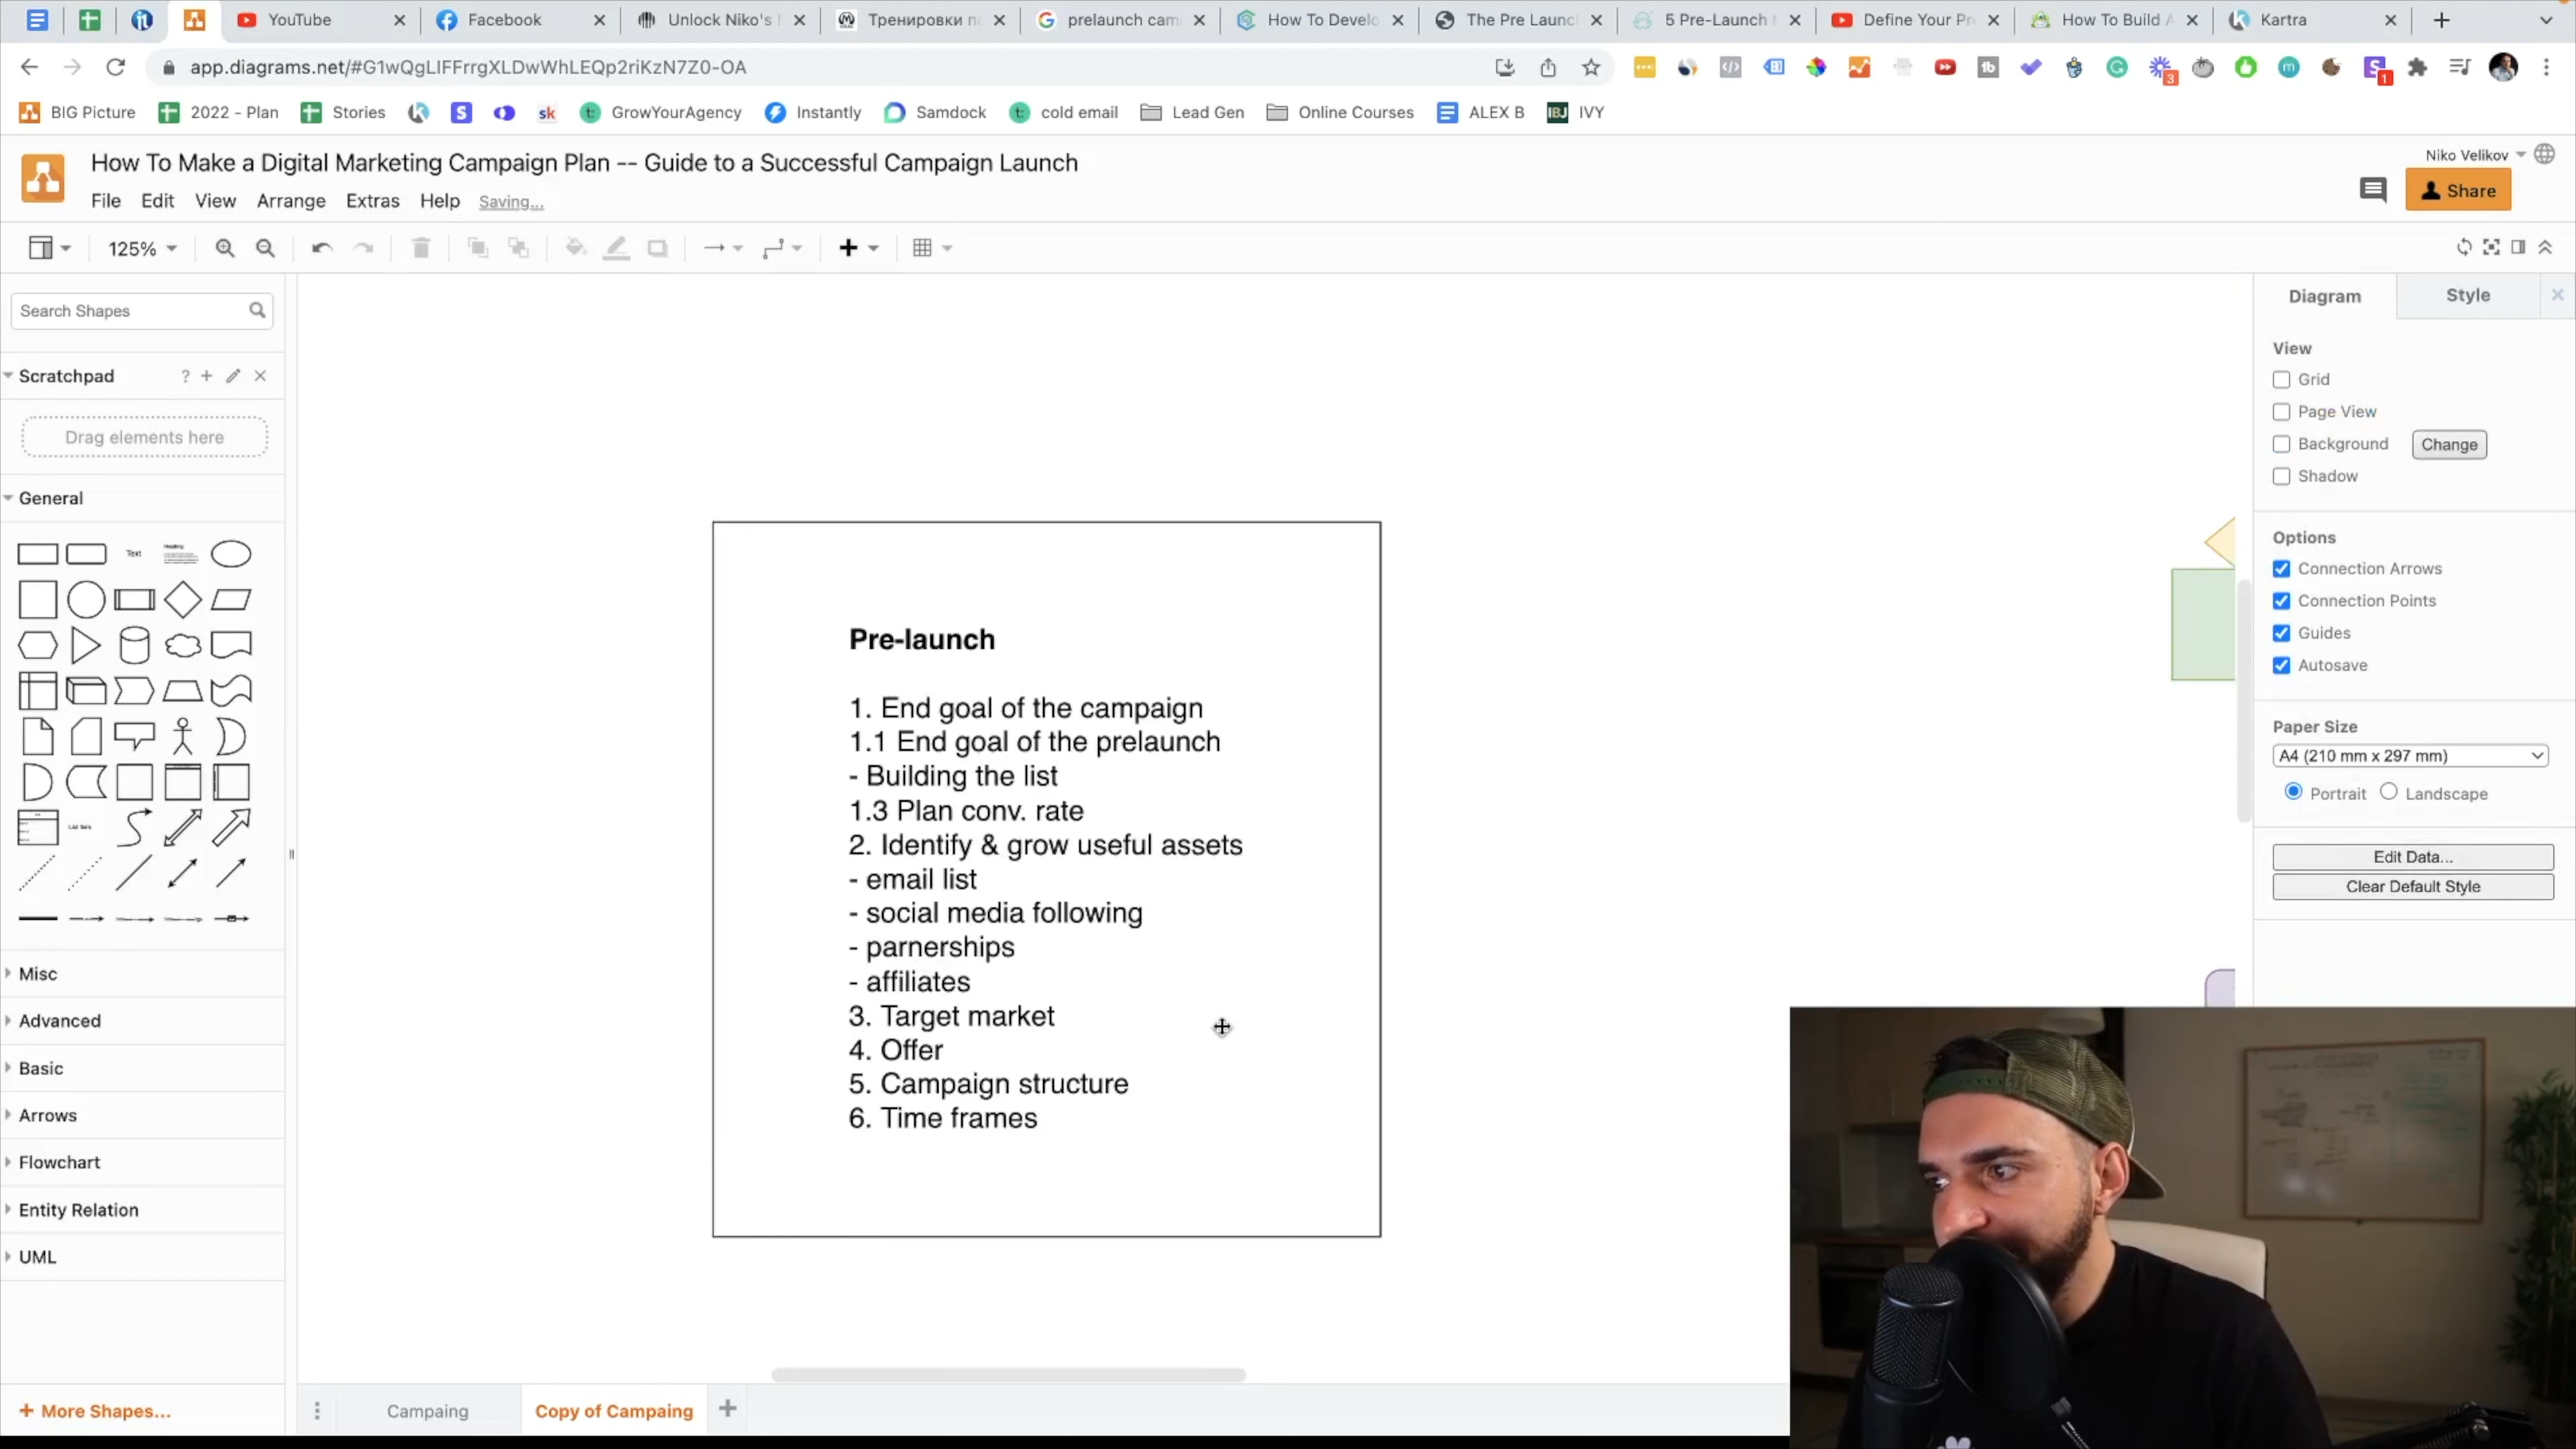 YouTube
Facebook
Unlock Niko's
Тренировки п
prelaunch cam
How To Develo
The Pre Launc
5 Pre-Launch
Define Your Pr
How To Build A
Kartra
app.diagrams.net/#G1wQgLIFFrrgXLDwWhLEQp2riKzN7Z0-OA
3
1
BIG Picture
2022 - Plan
Stories
sk
GrowYourAgency
Instantly
Samdock
cold email
Lead Gen
Online Courses
ALEX B
IBJ
IVY
How To Make a Digital Marketing Campaign Plan -- Guide to a Successful Campaign Launch
Niko Velikov
File Edit View Arrange Extras Help Saving...
Share
125%
Search Shapes
Scratchpad
?
Drag elements here
General
Text
Heading
List Item
Misc
Advanced
Basic
Arrows
Flowchart
Entity Relation
UML
+ More Shapes...
Pre-launch
1. End goal of the campaign
1.1 End goal of the prelaunch
- Building the list
1.3 Plan conv. rate
2. Identify & grow useful assets
- email list
- social media following
- parnerships
- affiliates
3. Target market
4. Offer
5. Campaign structure
6. Time frames
Campaing
Copy of Campaing
Diagram
Style
View
Grid
Page View
Background
Change
Shadow
Options
Connection Arrows
Connection Points
Guides
Autosave
Paper Size
A4 (210 mm x 297 mm)
Portrait
Landscape
Edit Data...
Clear Default Style